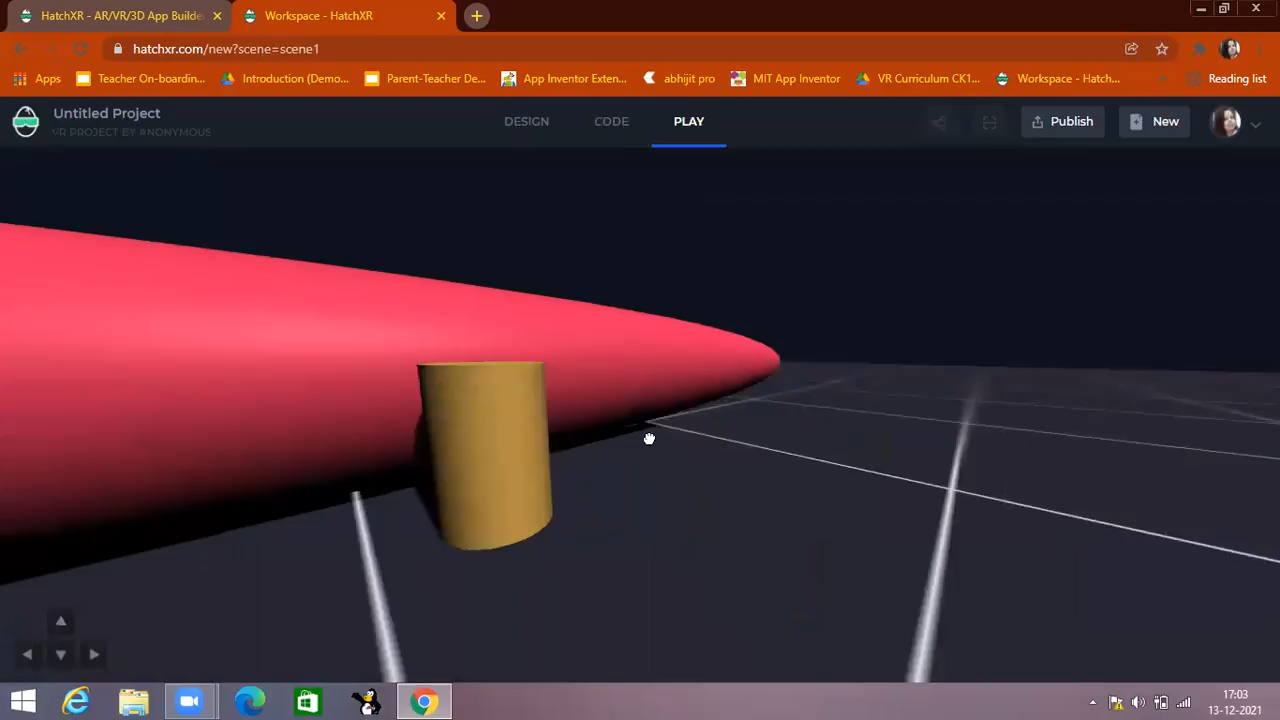 HatchXR - AR/VR/3D App Builde
Workspace - HatchXR
hatchxr.com/new?scene=scene1
Apps
Teacher On-boardin...
Introduction (Demo...
Parent-Teacher De...
App Inventor Exten...
abhijit pro
MIT App Inventor
VR Curriculum CK1...
Workspace - Hatch...
Reading list
Untitled Project
VR PROJECT BY ANONYMOUS
DESIGN
CODE
PLAY
Publish
New
17:03
13-12-2021